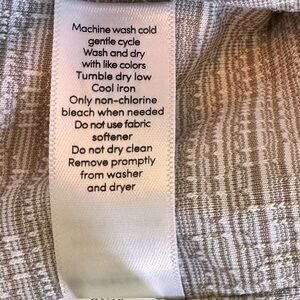 Machine wash cold
gentle cycle
Wash and dry
with like colors
Tumble dry low
Cool iron
Only non-chlorine
bleach when needed
Do not use fabric
softener
Do not dry clean
Remove promptly
from washer
and dryer